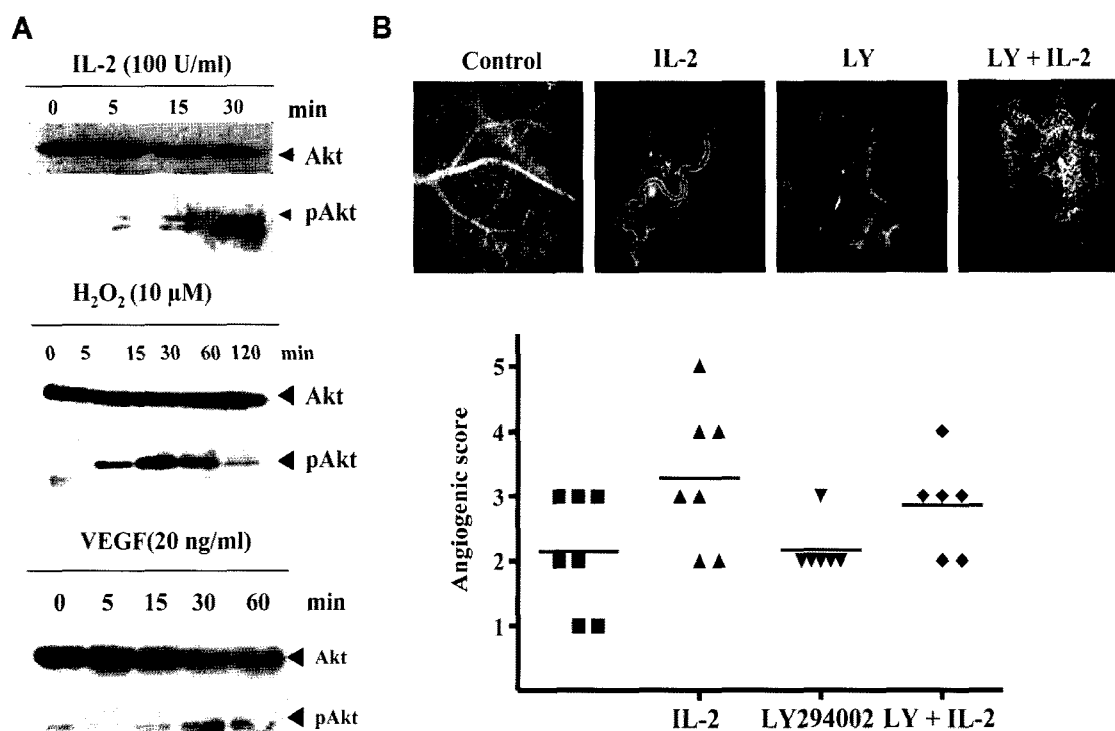 A
IL-2 (100 U/ml)
0 5 15 30 min
Akt
pAkt
H₂O₂ (10 μM)
0 5 15 30 60 120 min
Akt
pAkt
VEGF(20 ng/ml)
0 5 15 30 60 min
Akt
pAkt
B
Control IL-2 LY LY + IL-2
Angiogenic score
5
4
3
2
1
IL-2 LY294002 LY + IL-2